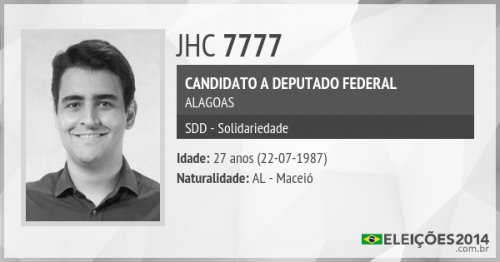 JHC 7777
CANDIDATO A DEPUTADO FEDERAL
ALAGOAS
SDD - Solidariedade
Idade: 27 anos (22-07-1987)
Naturalidade: AL - Maceió
ELEIÇÕES2014
.com.br